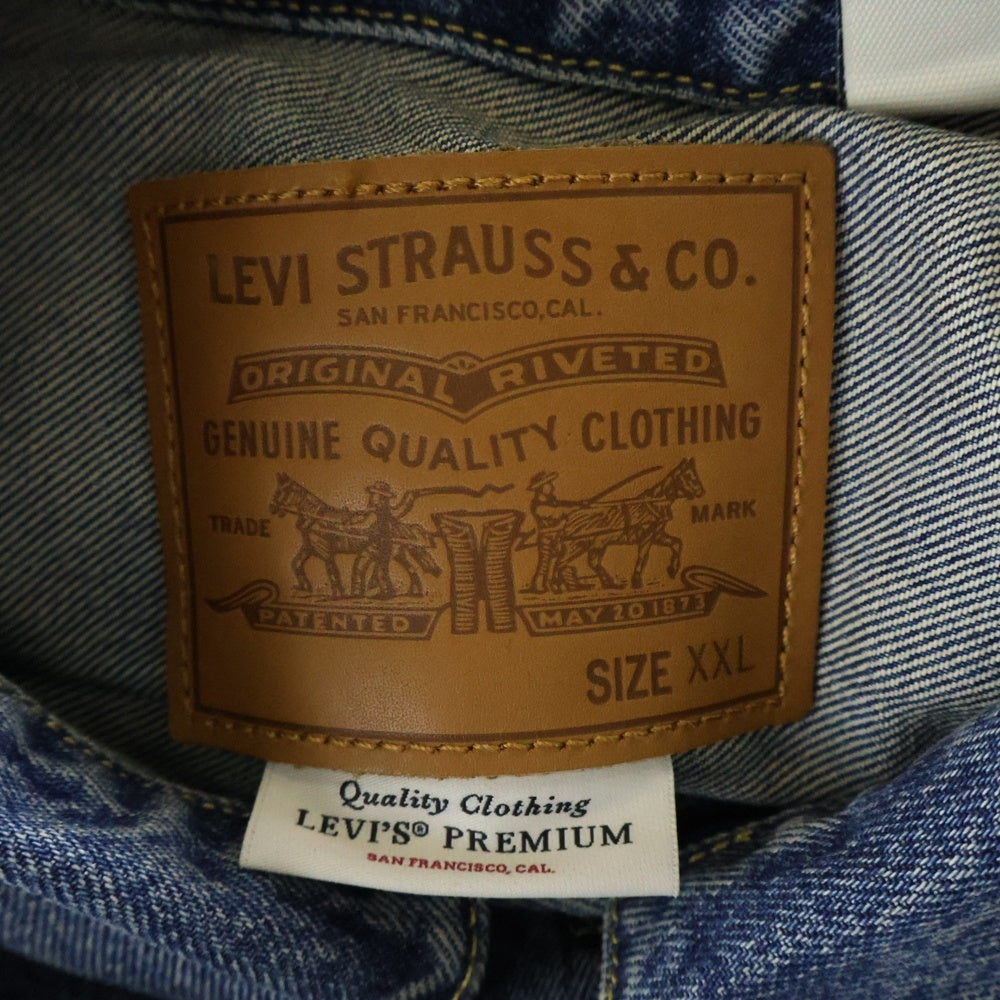 LEVI STRAUSS & CO.
SAN FRANCISCO, CAL.
ORIGINAL RIVETED
GENUINE QUALITY CLOTHING
TRADE MARK
PATENTED MAY 20 1873
SIZE XXL
Quality Clothing
LEVI'S® PREMIUM
SAN FRANCISCO, CAL.